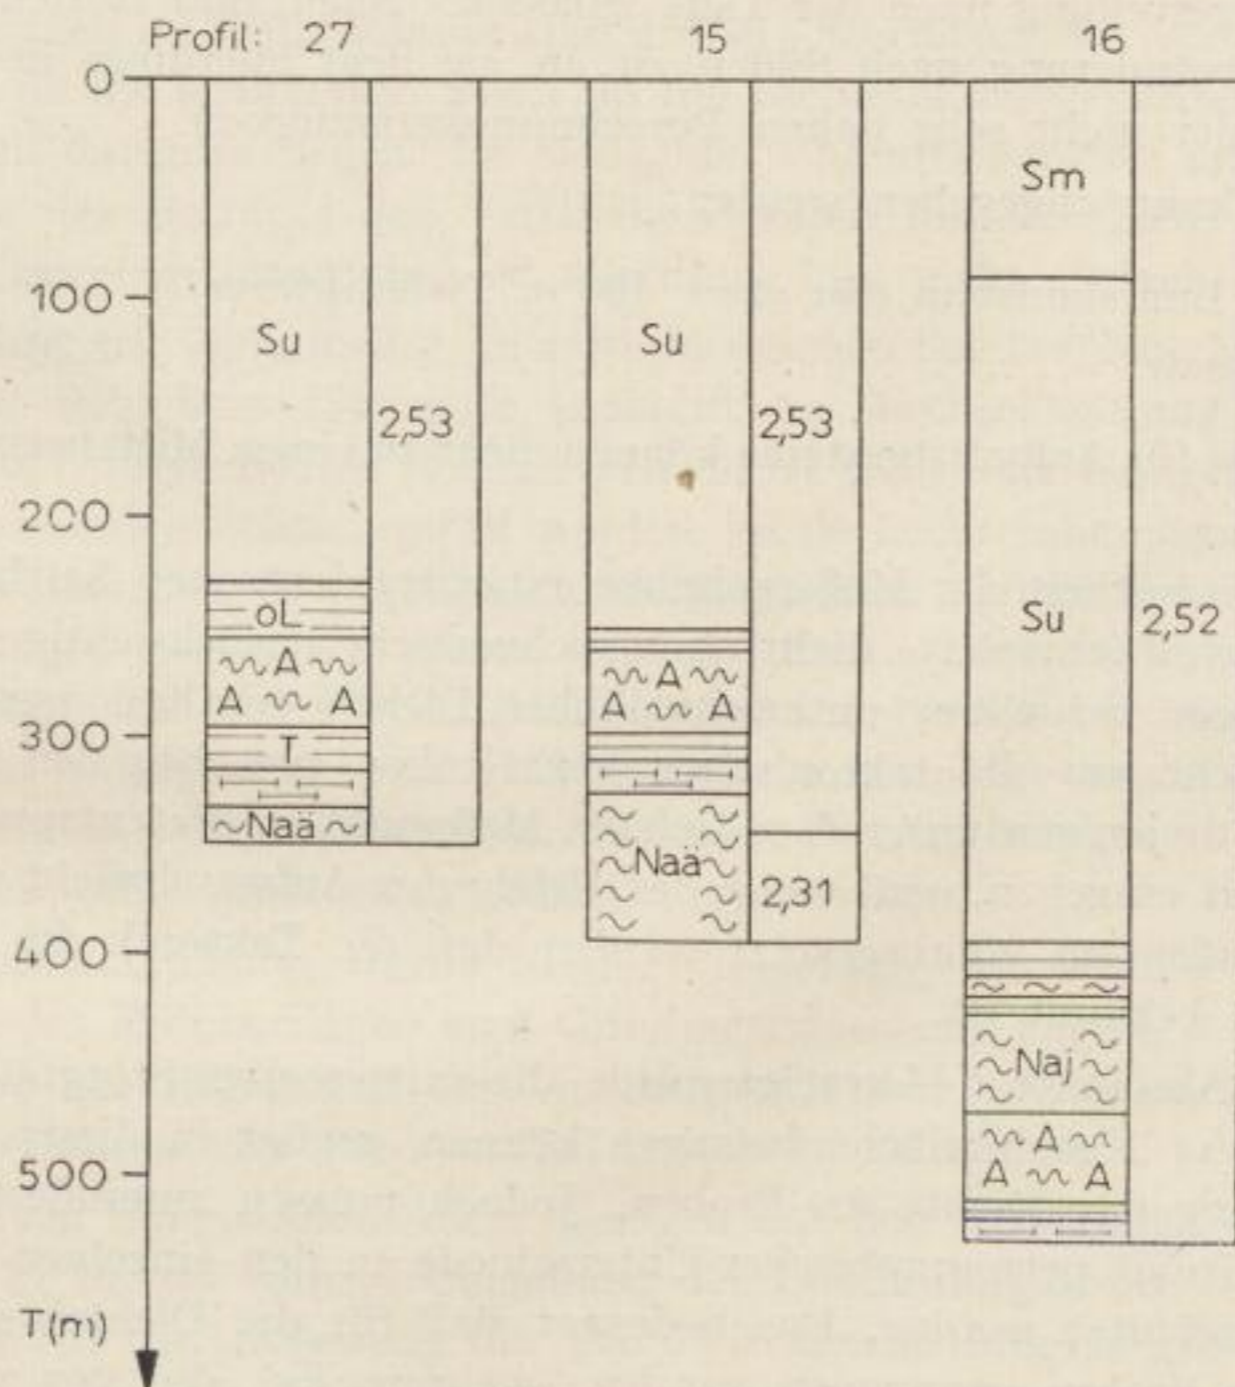 Profil: 27 15 16
0
Sm
100
Su Su
2,53 2,53
200
oL
Su 2,52
A A
A A A A
300
T
Naä
Naä
2,31
400
Naj
A
500
A A
T(m)